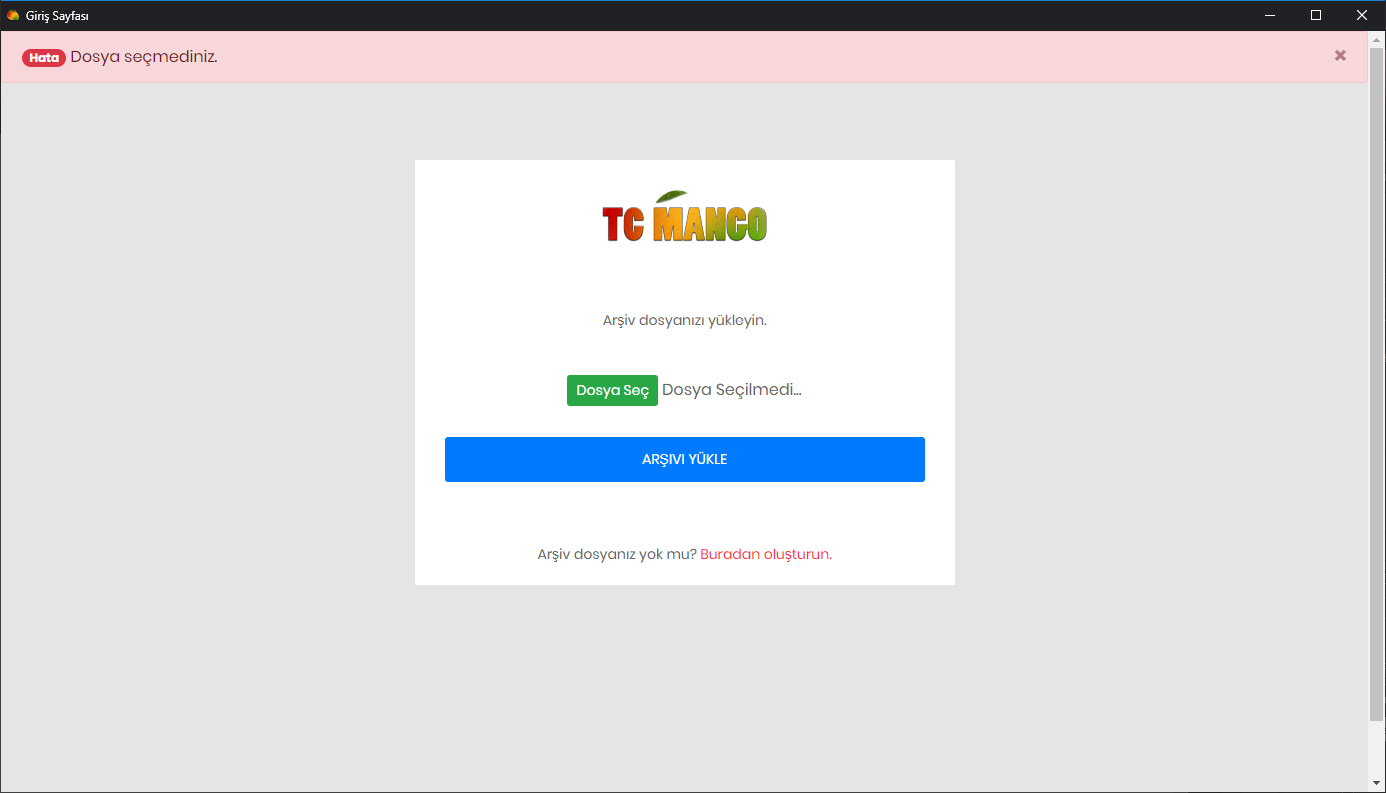 Giriş Sayfası
Hata Dosya seçmediniz.
TC MANGO
Arşiv dosyanızı yükleyin.
Dosya Seç Dosya Seçilmedi...
ARŞIVI YÜKLE
Arşiv dosyanız yok mu? Buradan oluşturun.